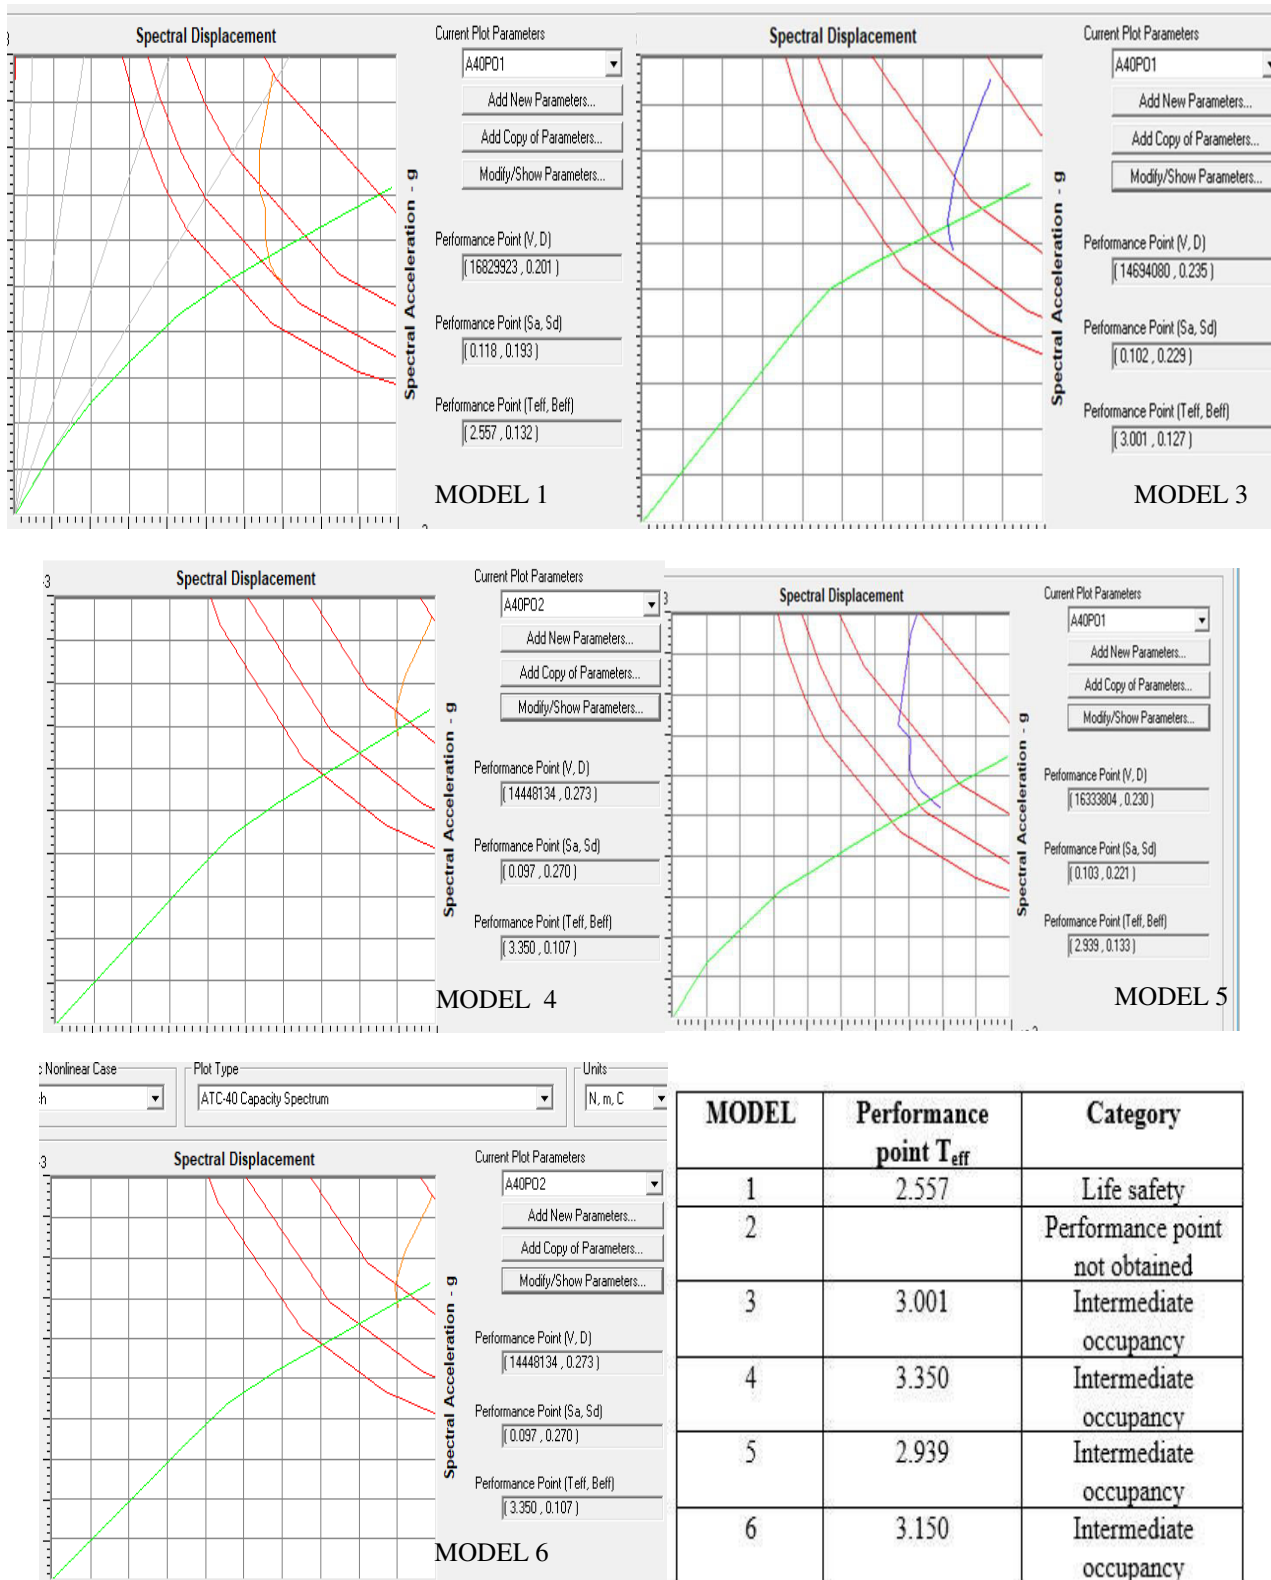 Spectral Displacement
Current Plot Parameters
A40PO1
Add New Parameters...
Add Copy of Parameters...
Modify/Show Parameters...
Spectral Acceleration - g
Performance Point (V, D)
( 16829923 , 0.201 )
Performance Point (Sa, Sd)
( 0.118 , 0.193 )
Performance Point (Teff, Beff)
( 2.557 , 0.132 )
MODEL 1
Spectral Displacement
Current Plot Parameters
A40PO1
Add New Parameters...
Add Copy of Parameters...
Modify/Show Parameters...
Spectral Acceleration - g
Performance Point (V, D)
( 14694080 , 0.235 )
Performance Point (Sa, Sd)
( 0.102 , 0.229 )
Performance Point (Teff, Beff)
( 3.001 , 0.127 )
MODEL 3
-3
Spectral Displacement
Current Plot Parameters
A40PO2
Add New Parameters...
Add Copy of Parameters...
Modify/Show Parameters...
Spectral Acceleration - g
Performance Point (V, D)
( 14448134 , 0.273 )
Performance Point (Sa, Sd)
( 0.097 , 0.270 )
Performance Point (Teff, Beff)
( 3.350 , 0.107 )
MODEL 4
3
Spectral Displacement
Current Plot Parameters
A40PO1
Add New Parameters...
Add Copy of Parameters...
Modify/Show Parameters...
Spectral Acceleration - g
Performance Point (V, D)
( 16333804 , 0.230 )
Performance Point (Sa, Sd)
( 0.103 , 0.221 )
Performance Point (Teff, Beff)
( 2.939 , 0.133 )
MODEL 5
Nonlinear Case
Plot Type
ATC-40 Capacity Spectrum
Units
N, m, C
-3
Spectral Displacement
Current Plot Parameters
A40PO2
Add New Parameters...
Add Copy of Parameters...
Modify/Show Parameters...
Spectral Acceleration - g
Performance Point (V, D)
( 14448134 , 0.273 )
Performance Point (Sa, Sd)
( 0.097 , 0.270 )
Performance Point (Teff, Beff)
( 3.350 , 0.107 )
MODEL 6
MODEL Performance Category
point Teff
1 2.557 Life safety
2 Performance point
not obtained
3 3.001 Intermediate
occupancy
4 3.350 Intermediate
occupancy
5 2.939 Intermediate
occupancy
6 3.150 Intermediate
occupancy